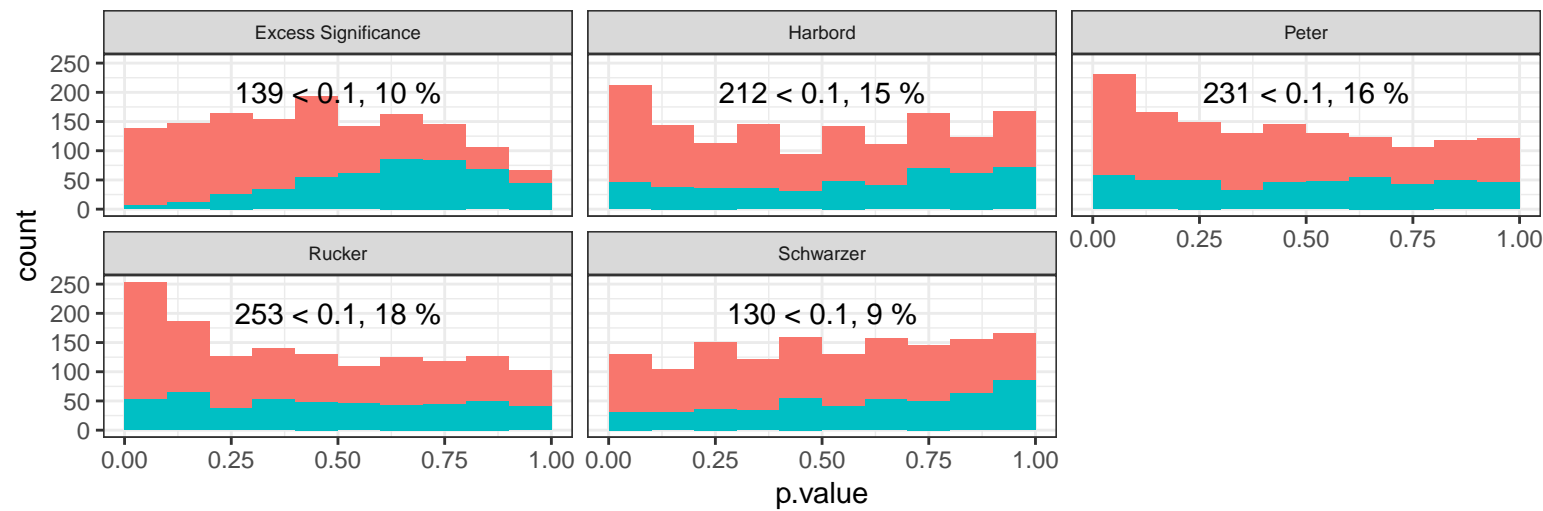 Excess Significance
Harbord
Peter
250
200
150
100
50
0
139 < 0.1, 10 %
212 < 0.1, 15 %
231 < 0.1, 16 %
0.00 0.25 0.50 0.75 1.00
count
Rucker
Schwarzer
250
200
150
100
50
0
253 < 0.1, 18 %
130 < 0.1, 9 %
0.00 0.25 0.50 0.75 1.00
0.00 0.25 0.50 0.75 1.00
p.value